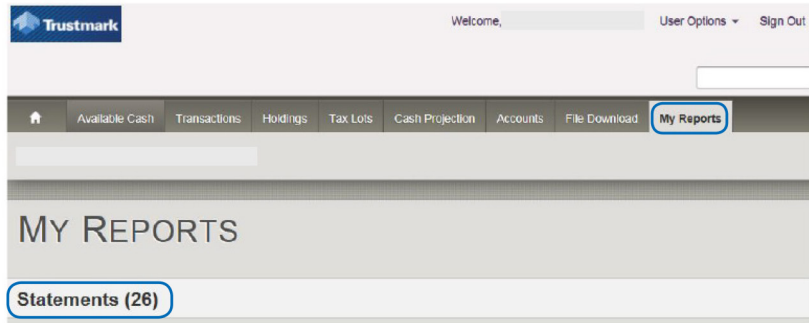 Trustmark
Welcome, User Options Sign Out
Available Cash Transactions Holdings Tax Lots Cash Projection Accounts File Download My Reports
MY REPORTS
Statements (26)